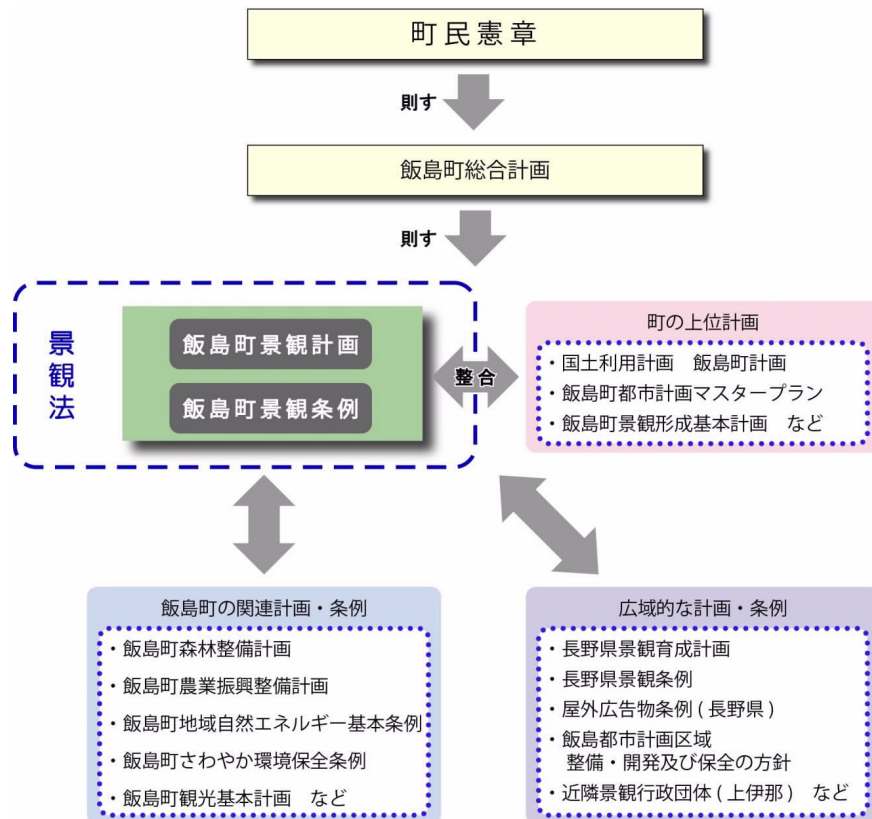 町民憲章
則す
飯島町総合計画
則す
景観法
飯島町景観計画
飯島町景観条例
整合
町の上位計画
・国土利用計画　飯島町計画
・飯島町都市計画マスタープラン
・飯島町景観形成基本計画　など
飯島町の関連計画・条例
・飯島町森林整備計画
・飯島町農業振興整備計画
・飯島町地域自然エネルギー基本条例
・飯島町さわやか環境保全条例
・飯島町観光基本計画　など
広域的な計画・条例
・長野県景観育成計画
・長野県景観条例
・屋外広告物条例 ( 長野県 )
・飯島都市計画区域
整備・開発及び保全の方針
・近隣景観行政団体 ( 上伊那 )　など